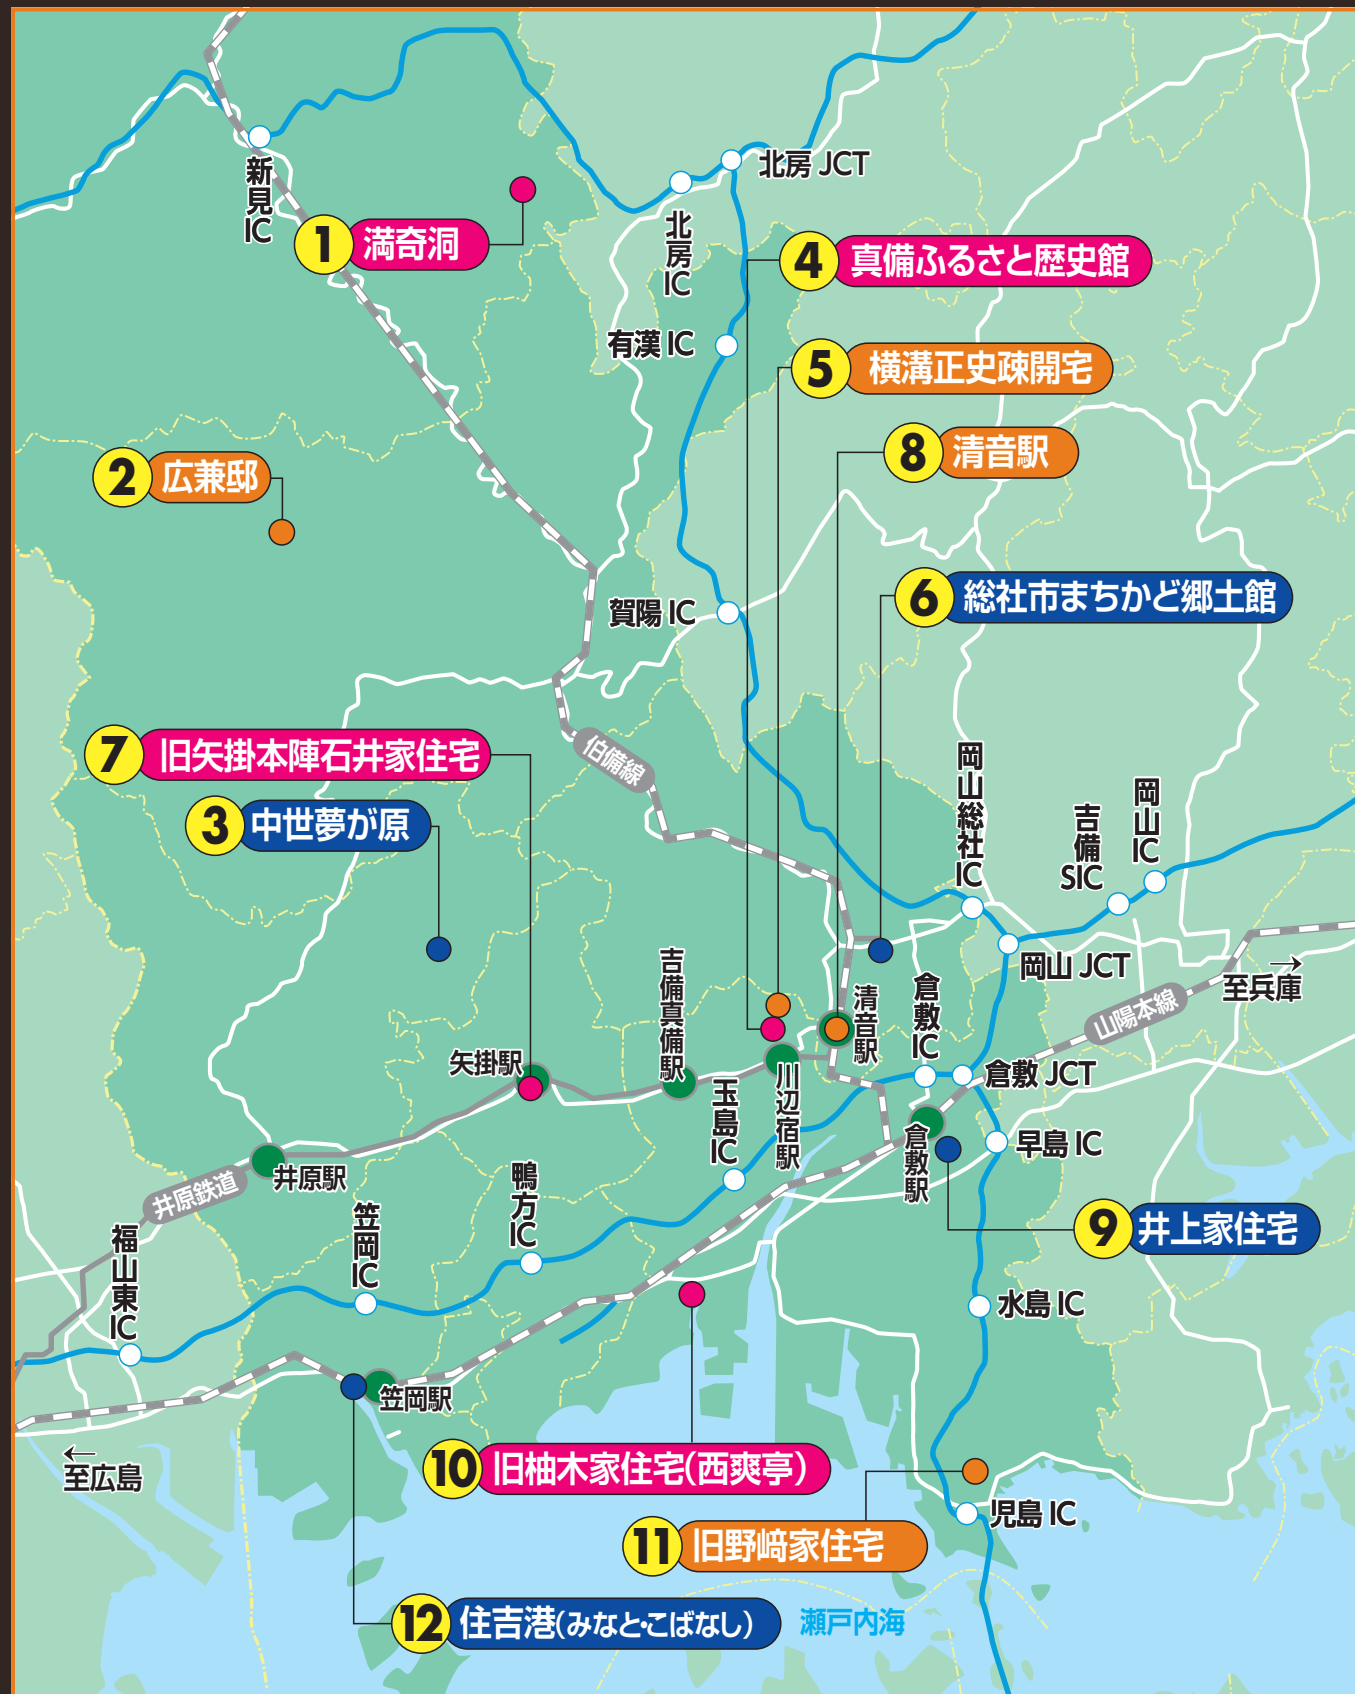 新見IC
北房 JCT
北房IC
1 満奇洞
4 真備ふるさと歴史館
有漢 IC
5 横溝正史疎開宅
8 清音駅
2 広兼邸
6 総社市まちかど郷土館
賀陽 IC
7 旧矢掛本陣石井家住宅
伯備線
3 中世夢が原
岡山総社IC
吉備SIC
岡山IC
岡山 JCT
至兵庫
→
山陽本線
吉備真備駅
清音駅
倉敷IC
矢掛駅
川辺宿駅
倉敷 JCT
玉島IC
倉敷駅
早島 IC
井原駅
井原鉄道
鴨方IC
笠岡IC
福山東IC
9 井上家住宅
水島 IC
笠岡駅
←
至広島
10 旧柚木家住宅(西爽亭)
児島 IC
11 旧野﨑家住宅
12 住吉港(みなと・こばなし)
瀬戸内海